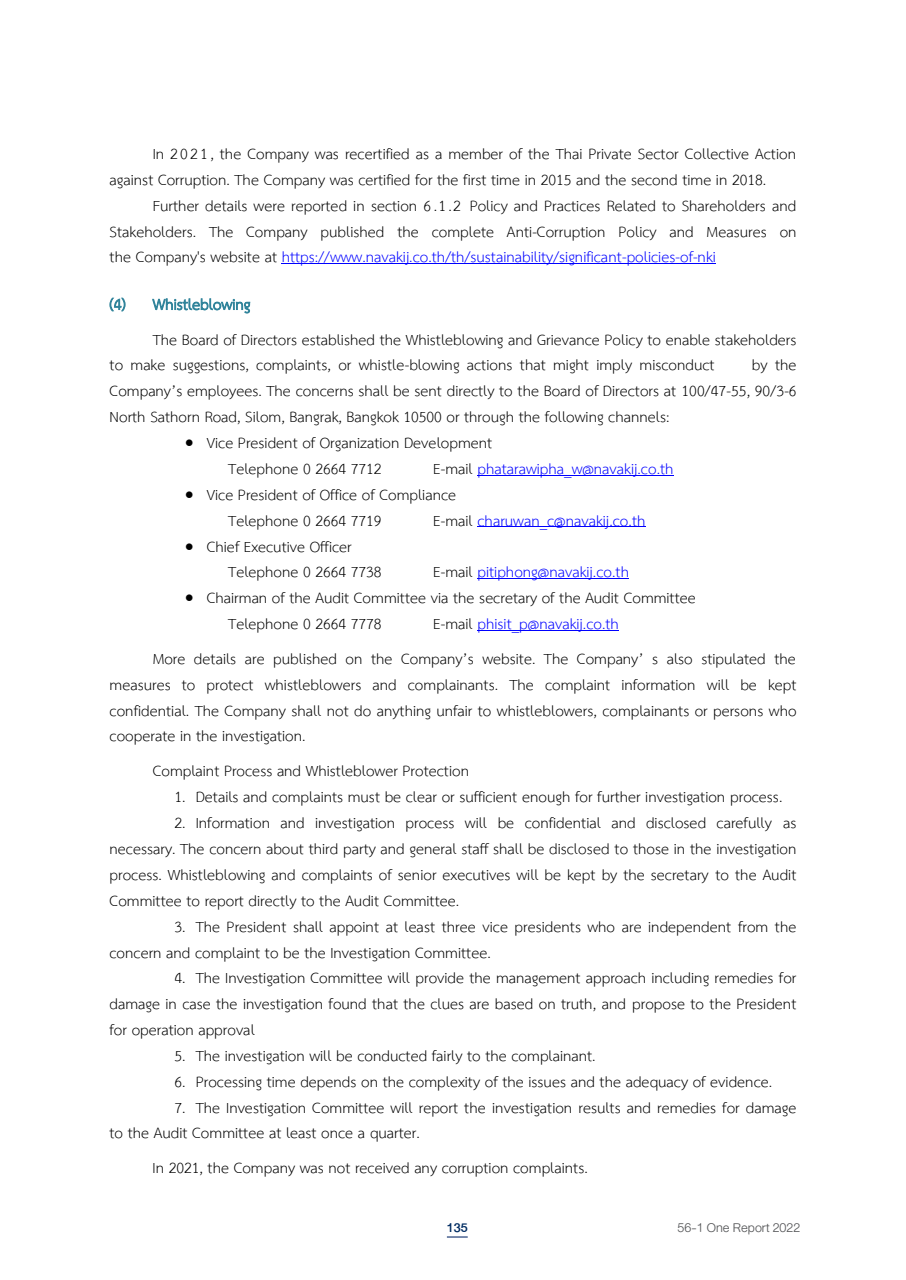 In 2021, the Company was recertified as a member of the Thai Private Sector Collective Action
against Corruption. The Company was certified for the first time in 2015 and the second time in 2018.
Further details were reported in section 6.1.2 Policy and Practices Related to Shareholders and
Stakeholders. The Company published the complete Anti-Corruption Policy and Measures on
the Company's website at https://www.navakij.co.th/th/sustainability/significant-policies-of-nki
(4) Whistleblowing
The Board of Directors established the Whistleblowing and Grievance Policy to enable stakeholders
to make suggestions, complaints, or whistle-blowing actions that might imply misconduct by the
Company’s employees. The concerns shall be sent directly to the Board of Directors at 100/47-55, 90/3-6
North Sathorn Road, Silom, Bangrak, Bangkok 10500 or through the following channels:
• Vice President of Organization Development
Telephone 0 2664 7712 E-mail phatarawipha_w@navakij.co.th
• Vice President of Office of Compliance
Telephone 0 2664 7719 E-mail charuwan_c@navakij.co.th
• Chief Executive Officer
Telephone 0 2664 7738 E-mail pitiphong@navakij.co.th
• Chairman of the Audit Committee via the secretary of the Audit Committee
Telephone 0 2664 7778 E-mail phisit_p@navakij.co.th
More details are published on the Company’s website. The Company’ s also stipulated the
measures to protect whistleblowers and complainants. The complaint information will be kept
confidential. The Company shall not do anything unfair to whistleblowers, complainants or persons who
cooperate in the investigation.
Complaint Process and Whistleblower Protection
1. Details and complaints must be clear or sufficient enough for further investigation process.
2. Information and investigation process will be confidential and disclosed carefully as
necessary. The concern about third party and general staff shall be disclosed to those in the investigation
process. Whistleblowing and complaints of senior executives will be kept by the secretary to the Audit
Committee to report directly to the Audit Committee.
3. The President shall appoint at least three vice presidents who are independent from the
concern and complaint to be the Investigation Committee.
4. The Investigation Committee will provide the management approach including remedies for
damage in case the investigation found that the clues are based on truth, and propose to the President
for operation approval
5. The investigation will be conducted fairly to the complainant.
6. Processing time depends on the complexity of the issues and the adequacy of evidence.
7. The Investigation Committee will report the investigation results and remedies for damage
to the Audit Committee at least once a quarter.
In 2021, the Company was not received any corruption complaints.
135
56-1 One Report 2022